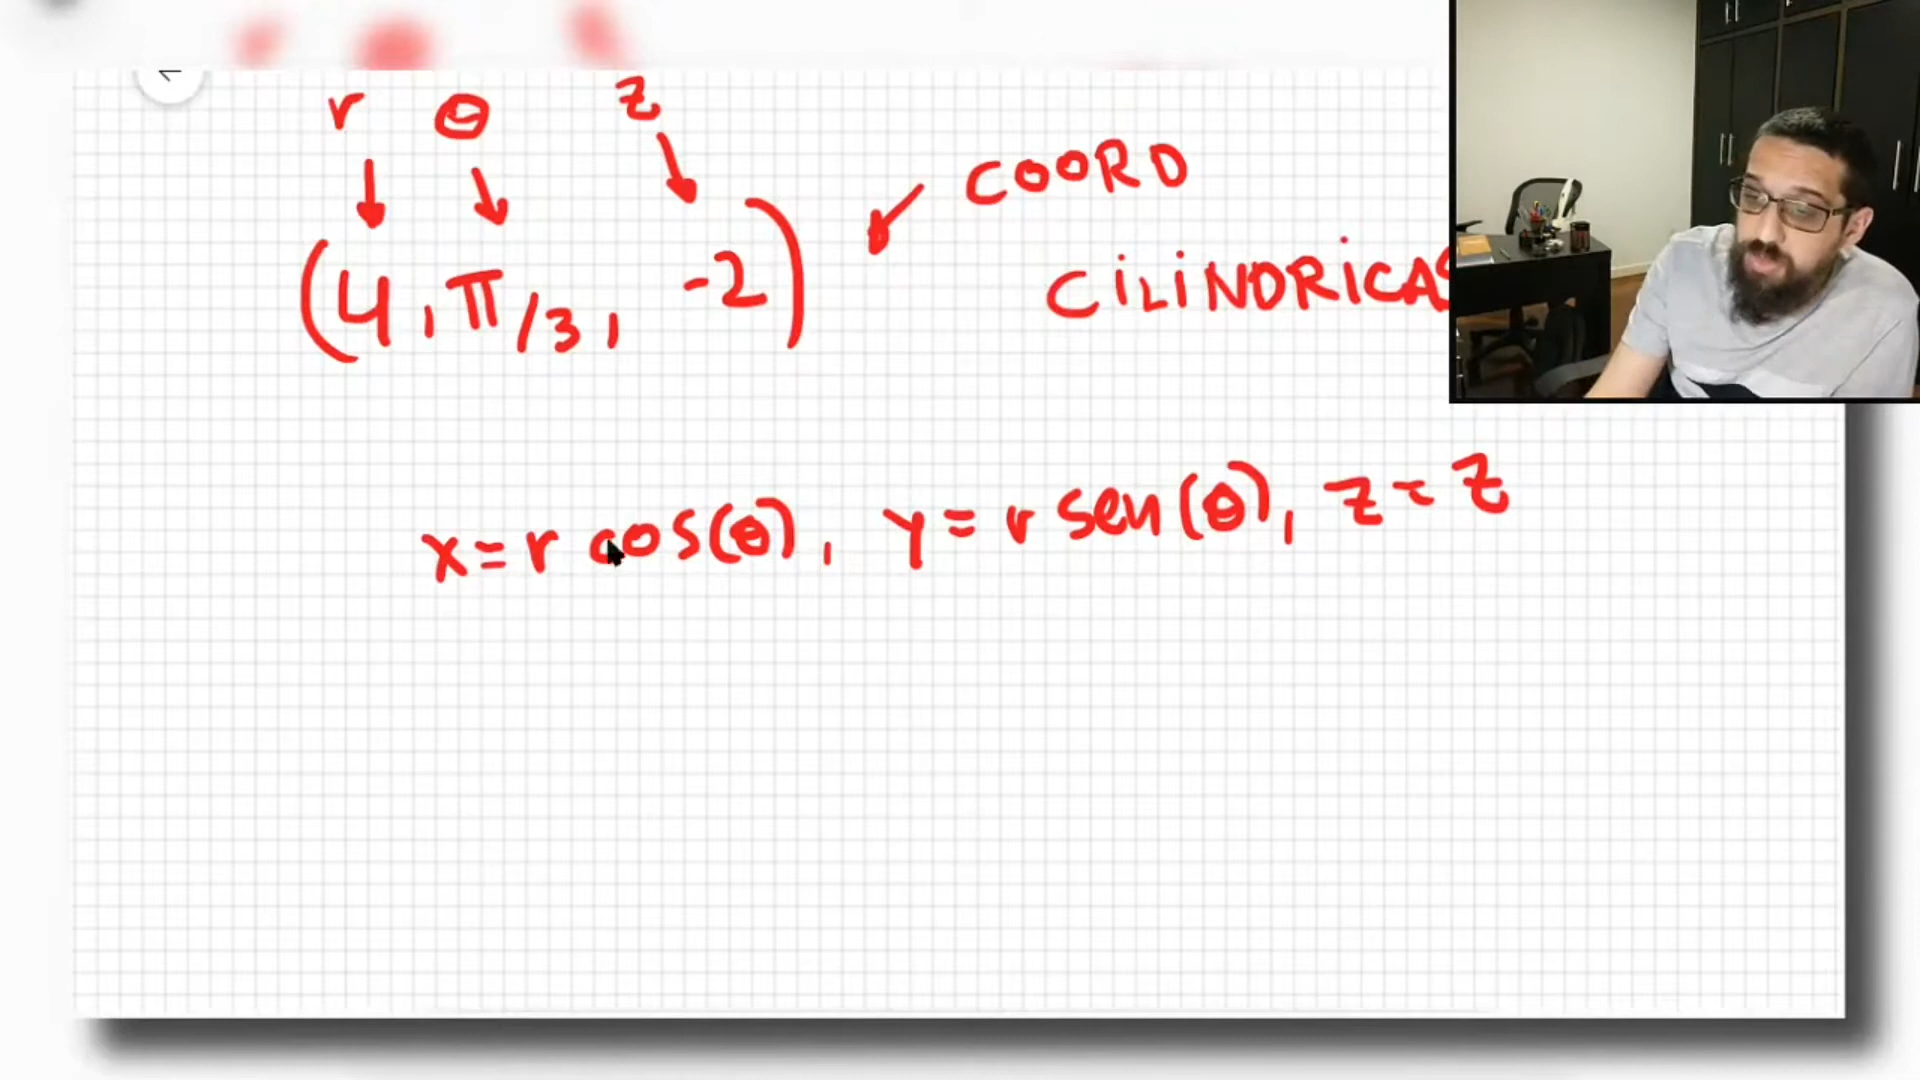 r θ z
COORD
(4, π/3, -2)
CiLiNDRiCAS
x = r cos(θ), y = r sen(θ), z = z